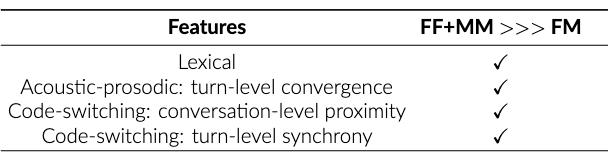 Features FF+MM >>> FM
Lexical ✓
Acoustic-prosodic: turn-level convergence ✓
Code-switching: conversation-level proximity ✓
Code-switching: turn-level synchrony ✓